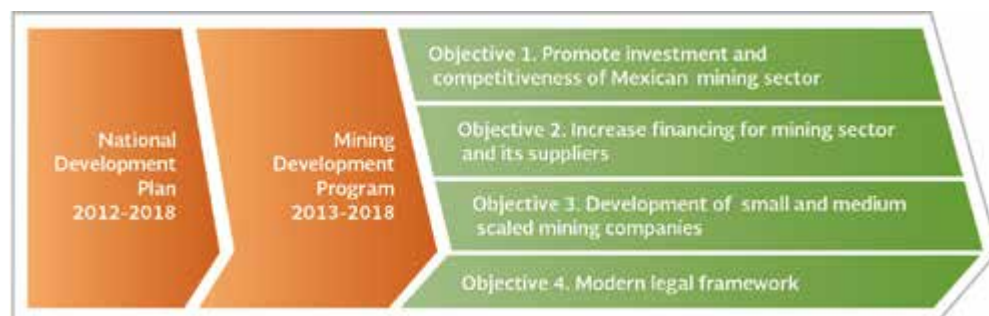 National
Development
Plan
2012-2018
Mining
Development
Program
2013-2018
Objective 1. Promote investment and
competitiveness of Mexican mining sector
Objective 2. Increase financing for mining sector
and its suppliers
Objective 3. Development of small and medium
scaled mining companies
Objective 4. Modern legal framework